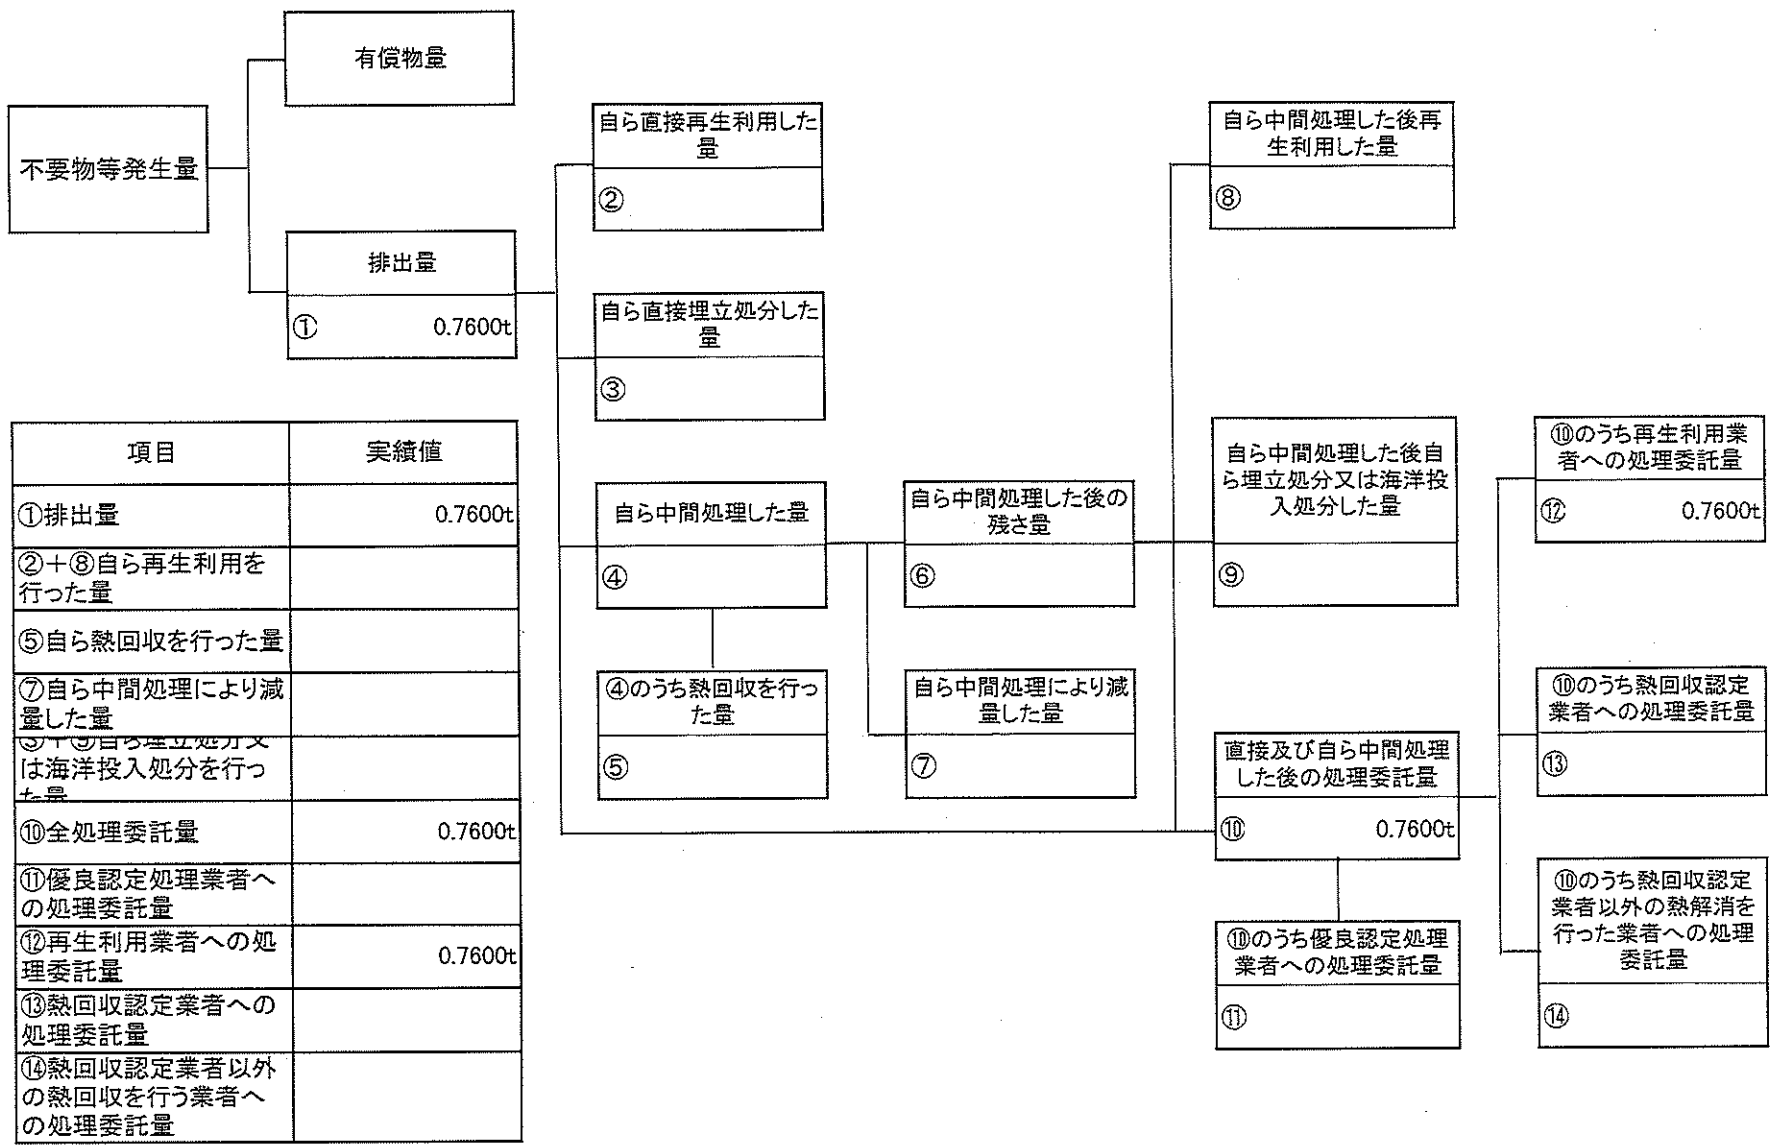 有償物量
不要物等発生量
排出量
① 0.7600t
自ら直接再生利用した
量
②
自ら直接埋立処分した
量
③
自ら中間処理した量
④
④のうち熱回収を行っ
た量
⑤
自ら中間処理した後の
残さ量
⑥
自ら中間処理により減
量した量
⑦
自ら中間処理した後再
生利用した量
⑧
自ら中間処理した後自
ら埋立処分又は海洋投
入処分した量
⑨
直接及び自ら中間処理
した後の処理委託量
⑩ 0.7600t
⑩のうち優良認定処理
業者への処理委託量
⑪
⑩のうち再生利用業
者への処理委託量
⑫ 0.7600t
⑩のうち熱回収認定
業者への処理委託量
⑬
⑩のうち熱回収認定
業者以外の熱解消を
行った業者への処理
委託量
⑭
項目 実績値
①排出量 0.7600t
②＋⑧自ら再生利用を
行った量
⑤自ら熱回収を行った量
⑦自ら中間処理により減
量した量
③＋⑨自ら埋立処分又
は海洋投入処分を行っ
た量
⑩全処理委託量 0.7600t
⑪優良認定処理業者へ
の処理委託量
⑫再生利用業者への処
理委託量 0.7600t
⑬熱回収認定業者への
処理委託量
⑭熱回収認定業者以外
の熱回収を行う業者へ
の処理委託量